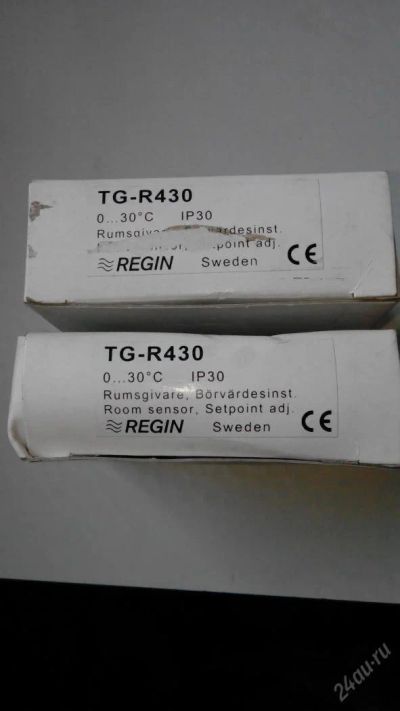 TG-R430
0...30°C IP30
Rumsgivare
adj.
REGIN Sweden CE
TG-R430
0...30°C IP30
Rumsgivare, Börvärdesinst.
Room sensor, Setpoint adj.
REGIN Sweden CE
24au.ru